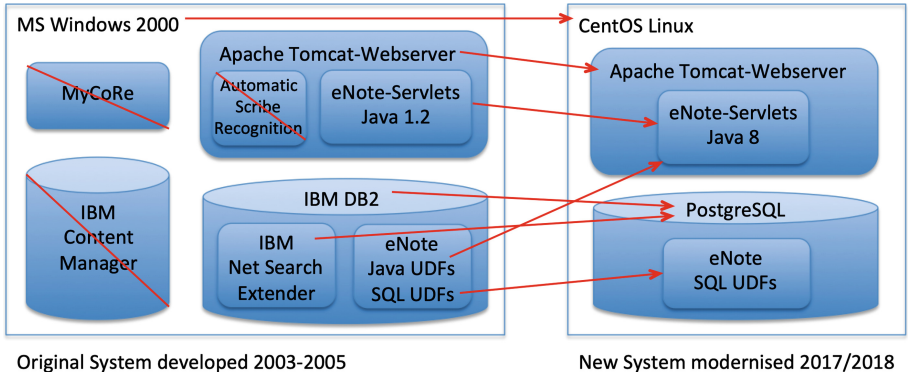 MS Windows 2000
MyCoRe
Apache Tomcat-Webserver
Automatic
Scribe
Recognition
eNote-Servlets
Java 1.2
IBM
Content
Manager
IBM DB2
IBM
Net Search
Extender
eNote
Java UDFs
SQL UDFs
Original System developed 2003-2005
CentOS Linux
Apache Tomcat-Webserver
eNote-Servlets
Java 8
PostgreSQL
eNote
SQL UDFs
New System modernised 2017/2018